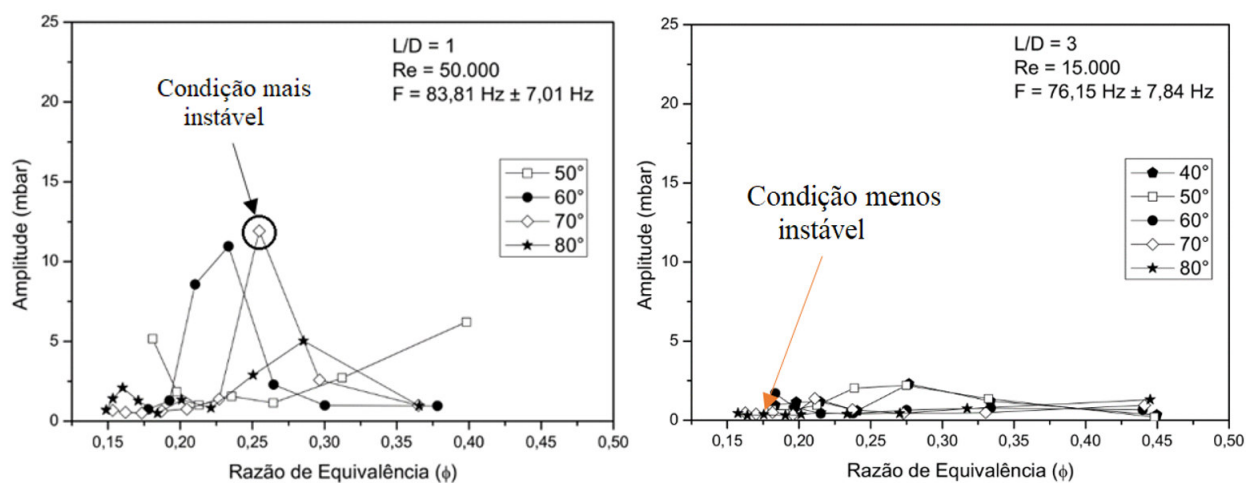 25
20
15
10
5
0
Amplitude (mbar)
0,15
0,20
0,25
0,30
0,35
0,40
0,45
0,50
Razão de Equivalência (ϕ)
L/D = 1
Re = 50.000
F = 83,81 Hz ± 7,01 Hz
Condição mais
instável
50°
60°
70°
80°
25
20
15
10
5
0
Amplitude (mbar)
0,15
0,20
0,25
0,30
0,35
0,40
0,45
0,50
Razão de Equivalência (ϕ)
L/D = 3
Re = 15.000
F = 76,15 Hz ± 7,84 Hz
Condição menos
instável
40°
50°
60°
70°
80°